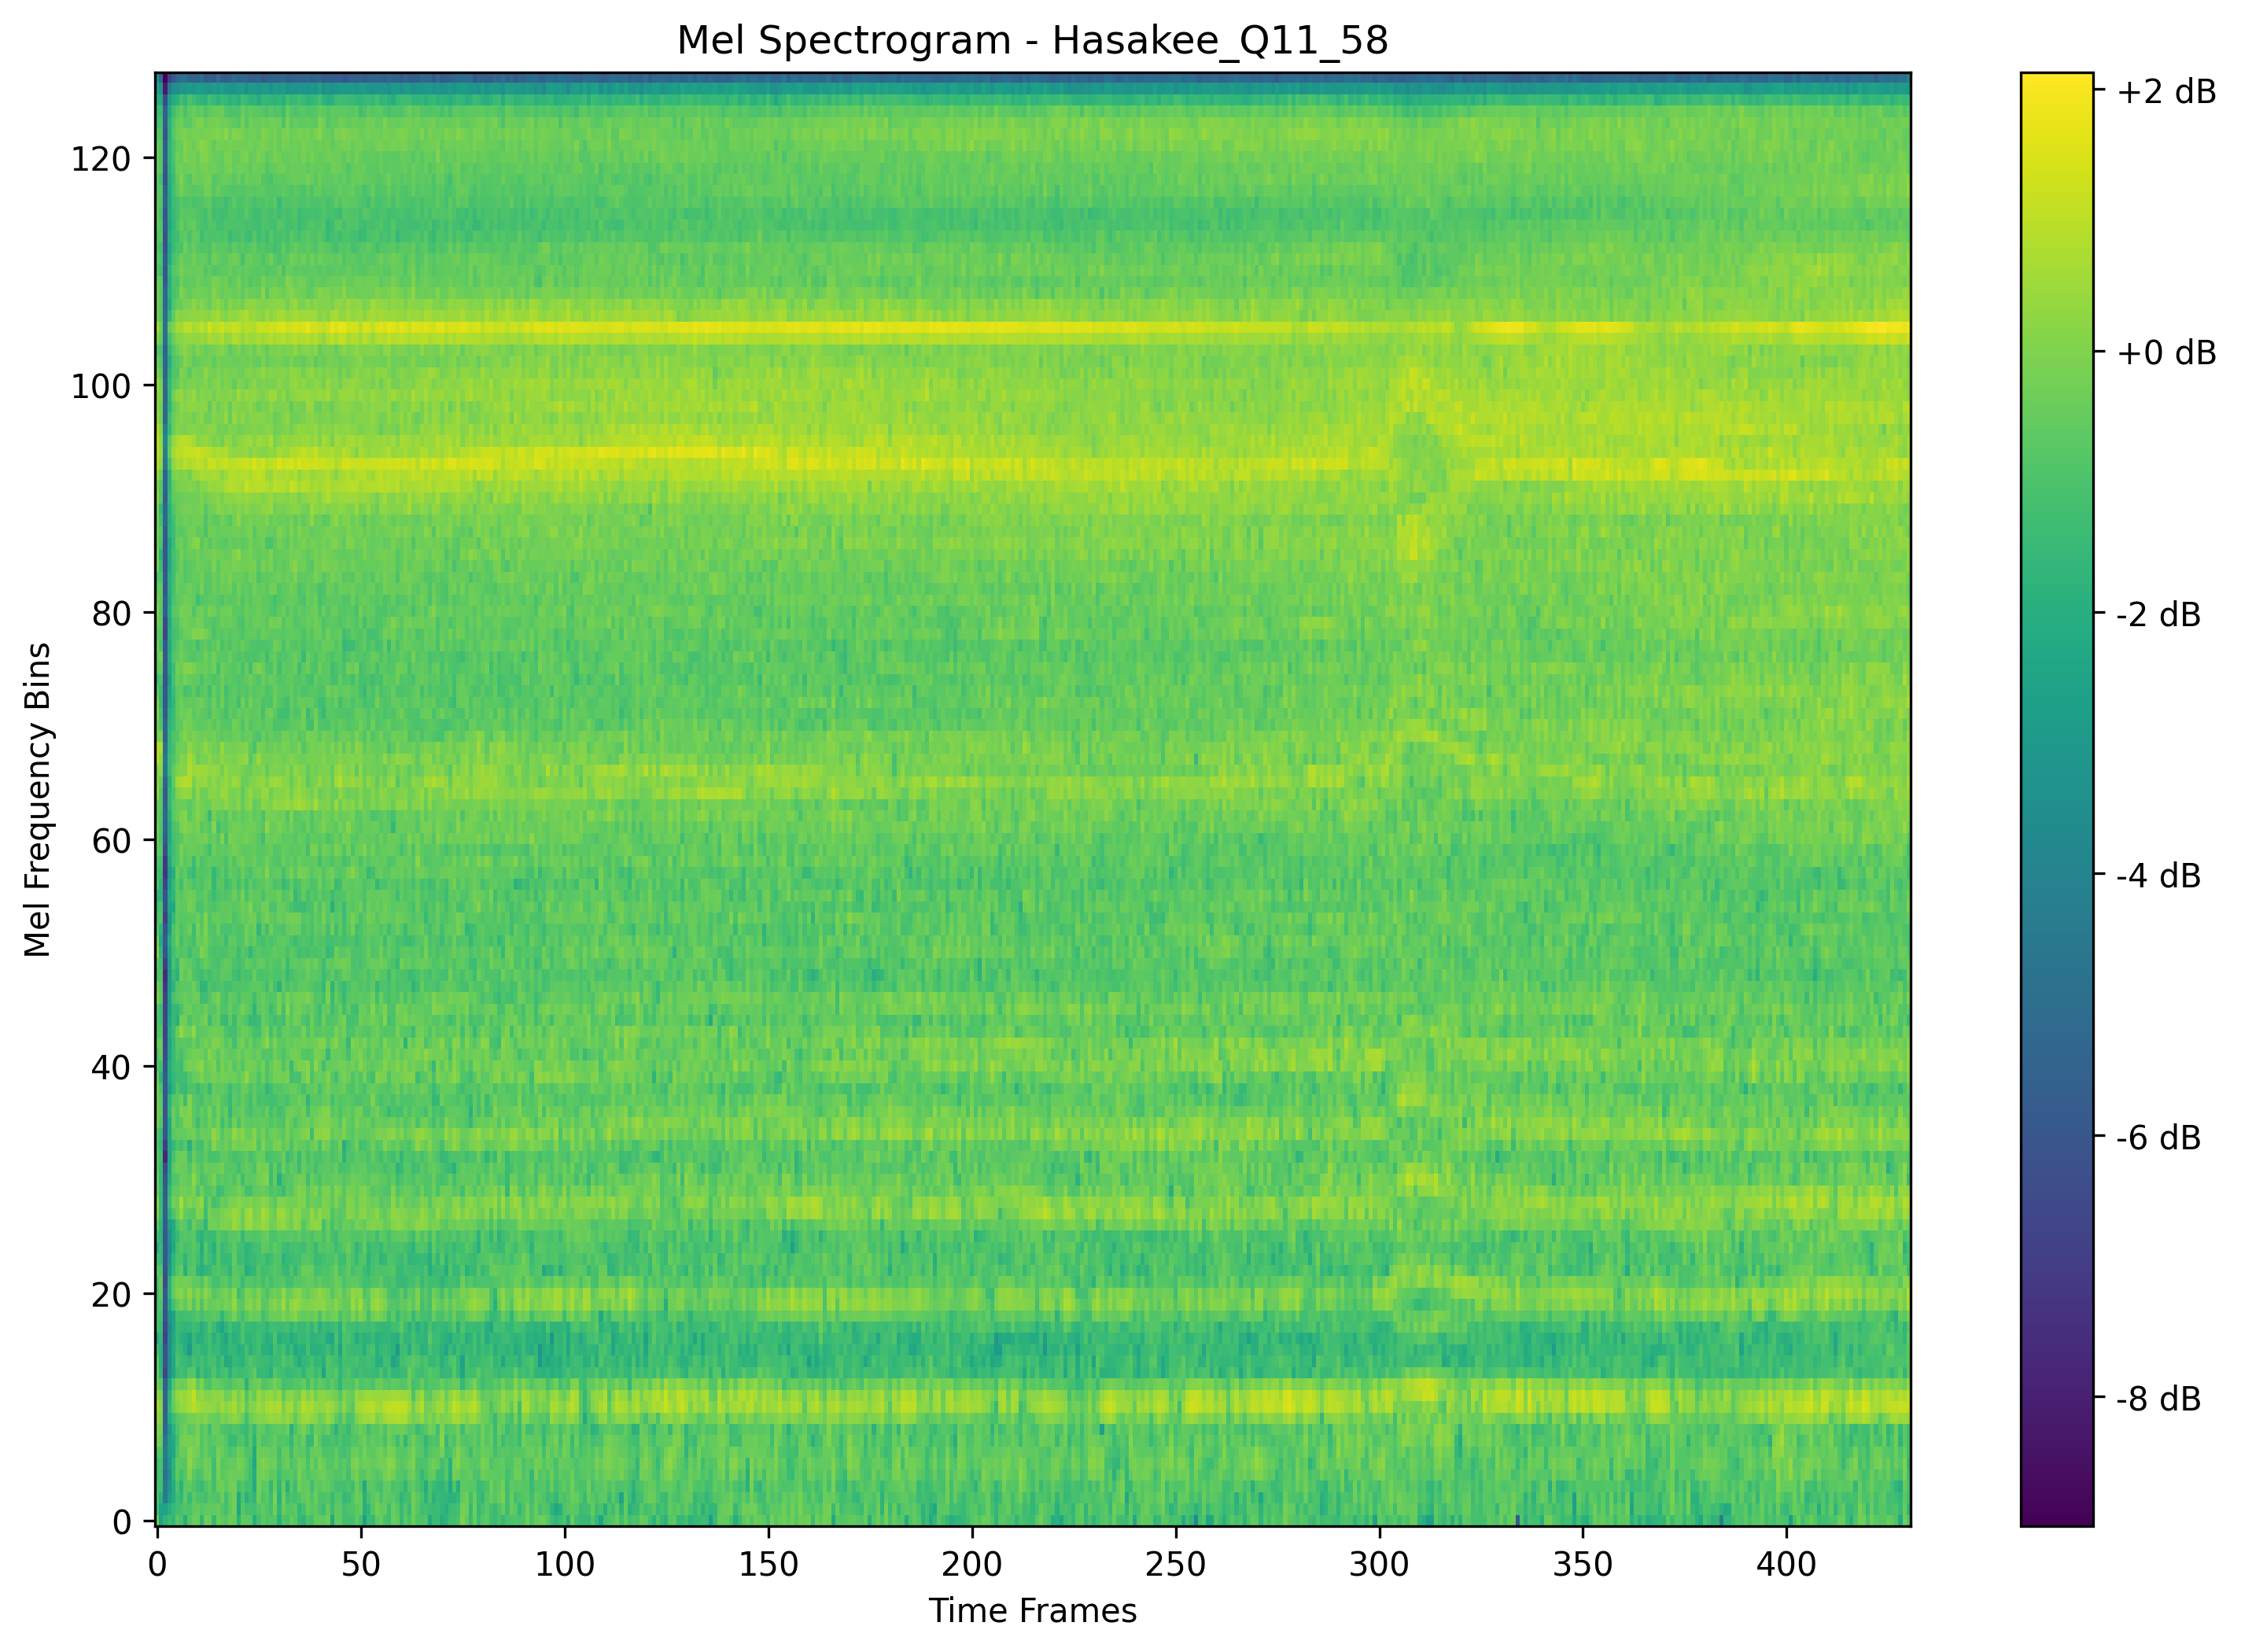 Mel Spectrogram - Hasakee_Q11_58
Mel Frequency Bins
120
100
80
60
40
20
0
0 50 100 150 200 250 300 350 400
Time Frames
+2 dB
+0 dB
-2 dB
-4 dB
-6 dB
-8 dB